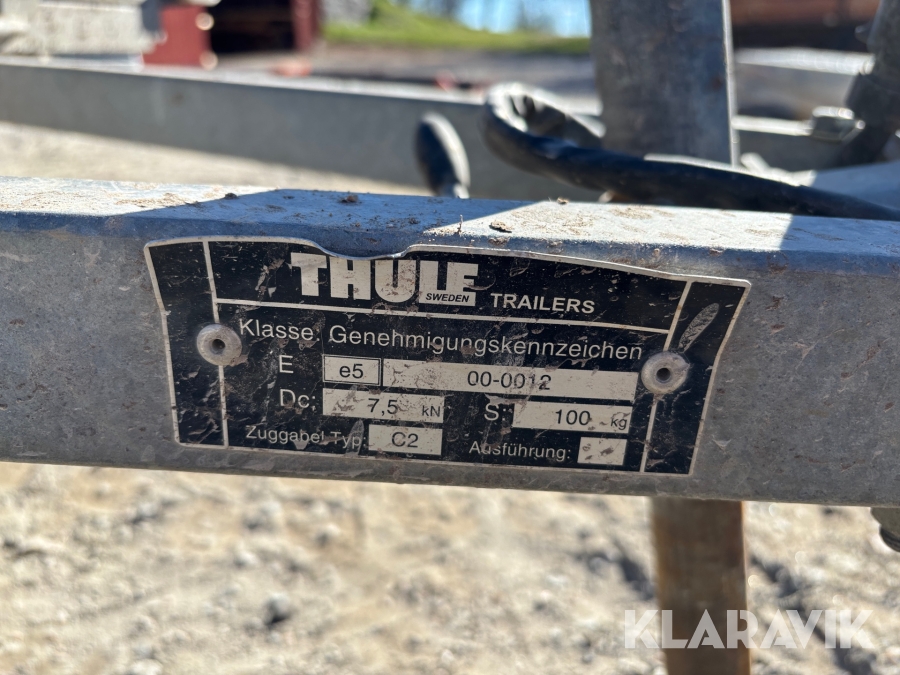 THULE
SWEDEN
TRAILERS
Klasse: Genehmigungskennzeichen
E e5 00-0012
Dc: 7,5 kN S: 100 kg
Zuggabel Typ: C2 Ausführung:
KLARAVIK